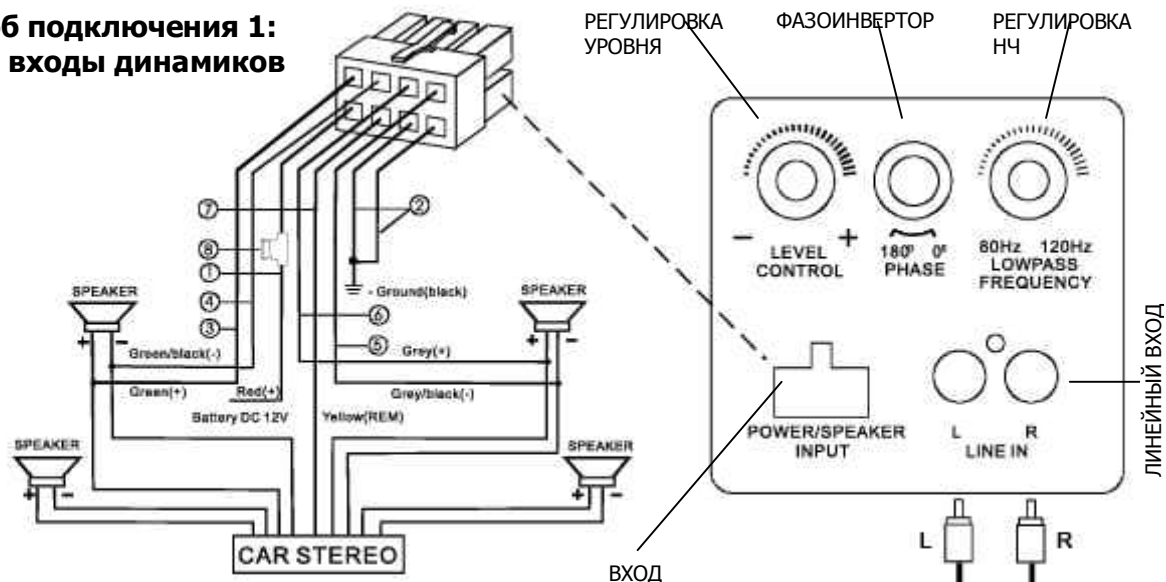 об подключения 1:
входы динамиков
РЕГУЛИРОВКА
УРОВНЯ
ФАЗОИНВЕРТОР
РЕГУЛИРОВКА
НЧ
⑦
②
⑧
①
④
③
⑥
⑤
- Ground(black)
SPEAKER
+ -
SPEAKER
+ -
Green/black(-)
Green(+)
Red(+)
Battery DC 12V
Grey(+)
Grey/black(-)
Yellow(REM)
SPEAKER
+ -
SPEAKER
+ -
CAR STEREO
- +
LEVEL
CONTROL
180° 0°
PHASE
80Hz 120Hz
LOWPASS
FREQUENCY
POWER/SPEAKER
INPUT
L R
LINE IN
ЛИНЕЙНЫЙ ВХОД
L R
ВХОД